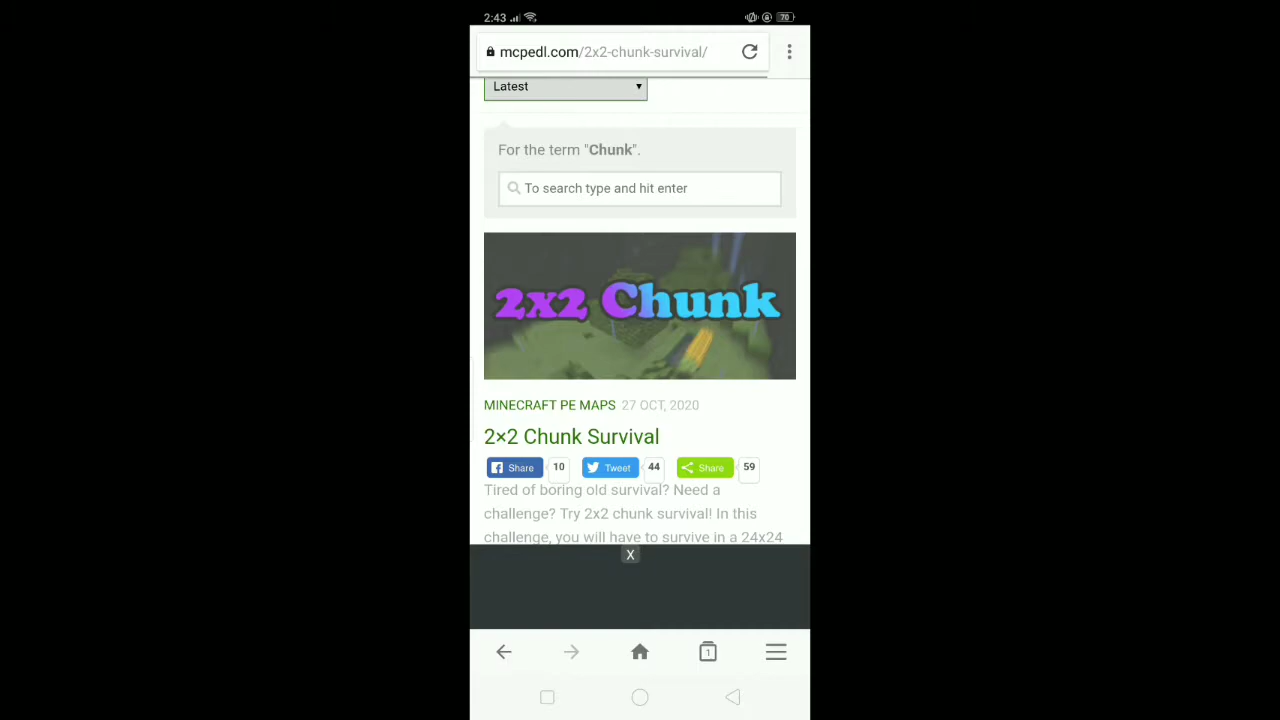 2:43
70
mcpedl.com/2x2-chunk-survival/
Latest
For the term "Chunk".
To search type and hit enter
2x2 Chunk
MINECRAFT PE MAPS 27 OCT, 2020
2×2 Chunk Survival
Share 10 Tweet 44 Share 59
Tired of boring old survival? Need a
challenge? Try 2x2 chunk survival! In this
challenge, you will have to survive in a 24x24
X
1